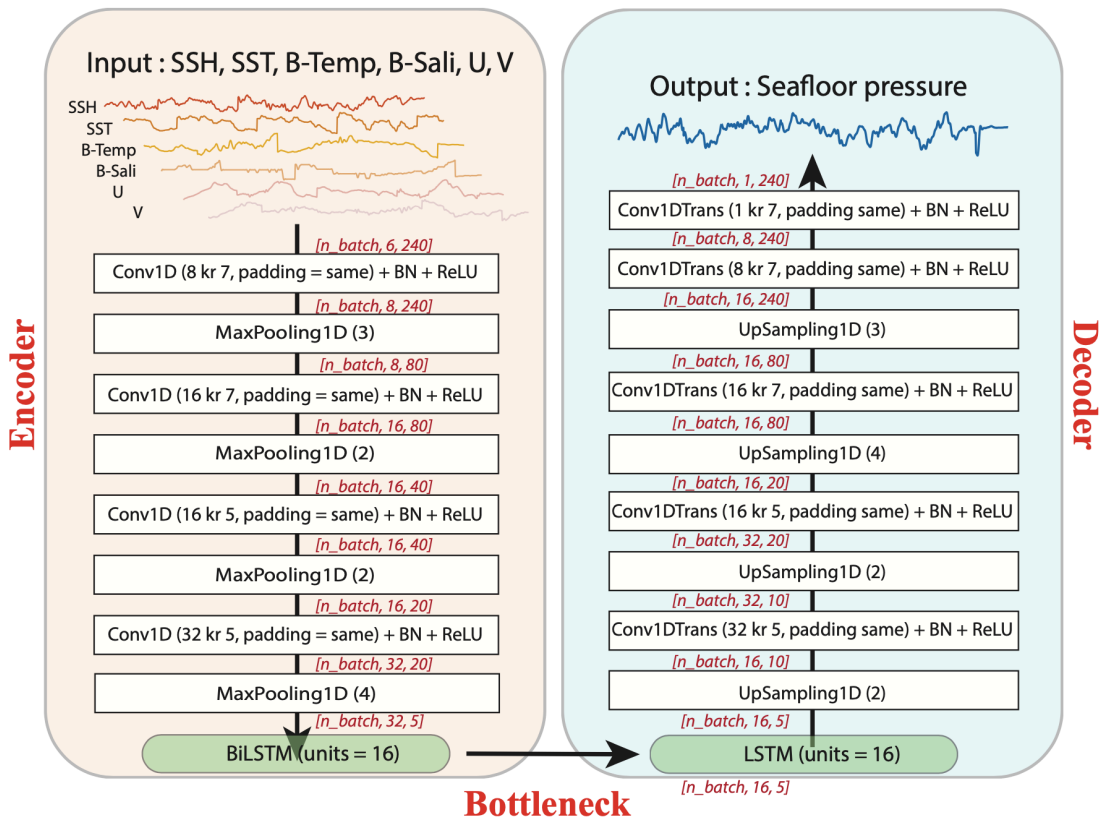 Input : SSH, SST, B-Temp, B-Sali, U, V
SSH
SST
B-Temp
B-Sali
U
V
[n_batch, 6, 240]
Conv1D (8 kr 7, padding = same) + BN + ReLU
[n_batch, 8, 240]
MaxPooling1D (3)
[n_batch, 8, 80]
Conv1D (16 kr 7, padding = same) + BN + ReLU
[n_batch, 16, 80]
MaxPooling1D (2)
[n_batch, 16, 40]
Conv1D (16 kr 5, padding = same) + BN + ReLU
[n_batch, 16, 40]
MaxPooling1D (2)
[n_batch, 16, 20]
Conv1D (32 kr 5, padding = same) + BN + ReLU
[n_batch, 32, 20]
MaxPooling1D (4)
[n_batch, 32, 5]
BiLSTM (units = 16)
Encoder
Output : Seafloor pressure
[n_batch, 1, 240]
Conv1DTrans (1 kr 7, padding same) + BN + ReLU
[n_batch, 8, 240]
Conv1DTrans (8 kr 7, padding same) + BN + ReLU
[n_batch, 16, 240]
UpSampling1D (3)
[n_batch, 16, 80]
Conv1DTrans (16 kr 7, padding same) + BN + ReLU
[n_batch, 16, 80]
UpSampling1D (4)
[n_batch, 16, 20]
Conv1DTrans (16 kr 5, padding same) + BN + ReLU
[n_batch, 32, 20]
UpSampling1D (2)
[n_batch, 32, 10]
Conv1DTrans (32 kr 5, padding same) + BN + ReLU
[n_batch, 16, 10]
UpSampling1D (2)
[n_batch, 16, 5]
LSTM (units = 16)
[n_batch, 16, 5]
Decoder
Bottleneck